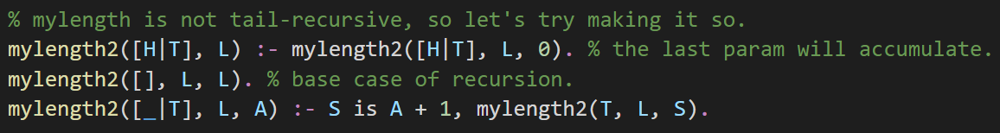 % mylength is not tail-recursive, so let's try making it so.
mylength2([H|T], L) :- mylength2([H|T], L, 0). % the last param will accumulate.
mylength2([], L, L). % base case of recursion.
mylength2([_|T], L, A) :- S is A + 1, mylength2(T, L, S).